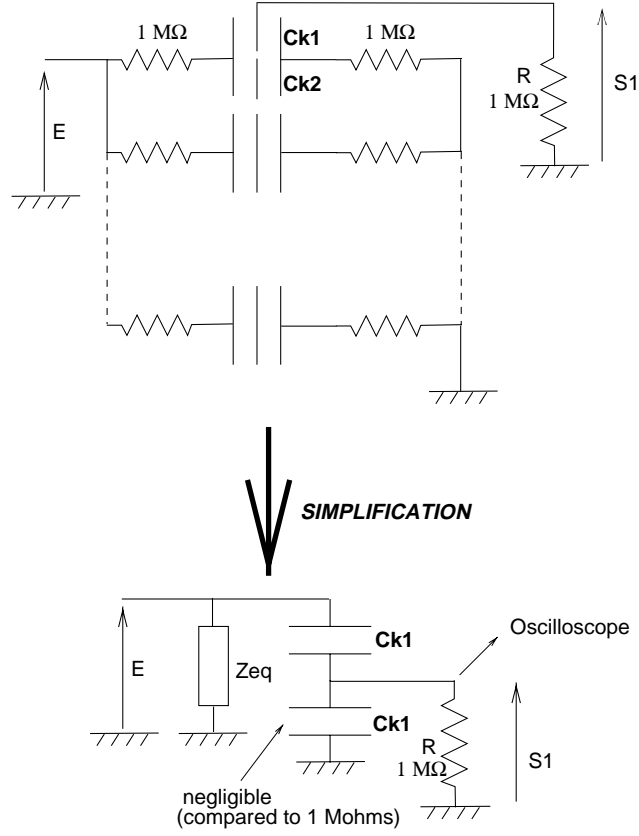 1 MΩ
Ck1
1 MΩ
Ck2
R
1 MΩ
S1
E
SIMPLIFICATION
Oscilloscope
Ck1
E
Zeq
Ck1
R
1 MΩ
S1
negligible
(compared to 1 Mohms)